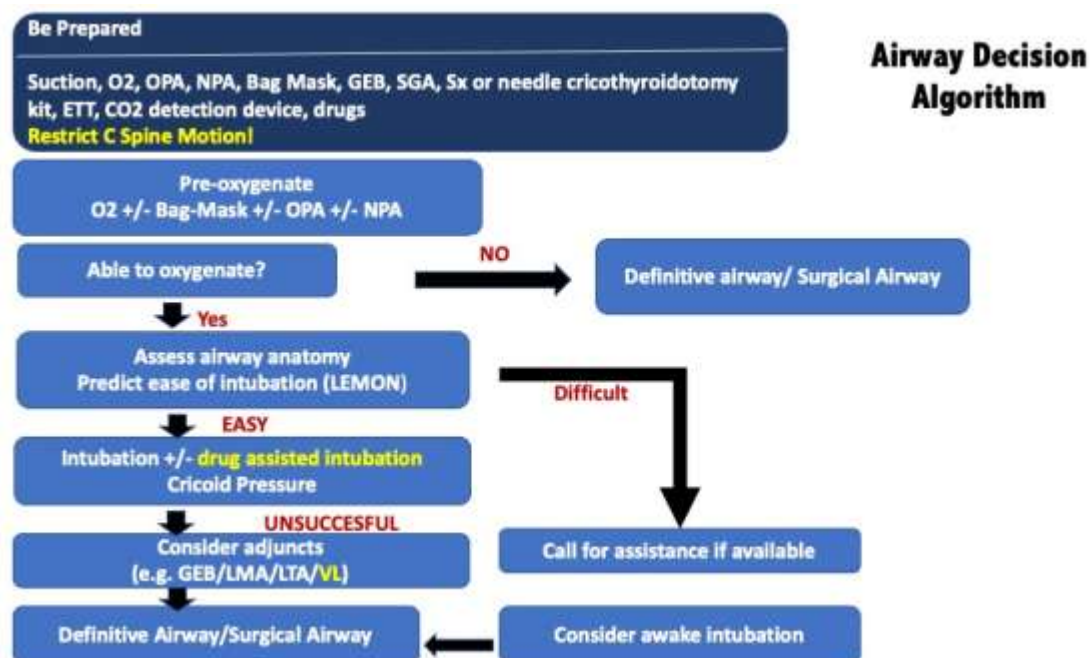 Be Prepared
Airway Decision
Algorithm
Suction, O2, OPA, NPA, Bag Mask, GEB, SGA, Sx or needle cricothyroidotomy
kit, ETT, CO2 detection device, drugs
Restrict C Spine Motion!
Pre-oxygenate
O2 +/- Bag-Mask +/- OPA +/- NPA
Able to oxygenate?
NO
Definitive airway/ Surgical Airway
Yes
Assess airway anatomy
Predict ease of intubation (LEMON)
Difficult
EASY
Intubation +/- drug assisted intubation
Cricoid Pressure
UNSUCCESFUL
Consider adjuncts
(e.g. GEB/LMA/LTA/VL)
Call for assistance if available
Definitive Airway/Surgical Airway
Consider awake intubation